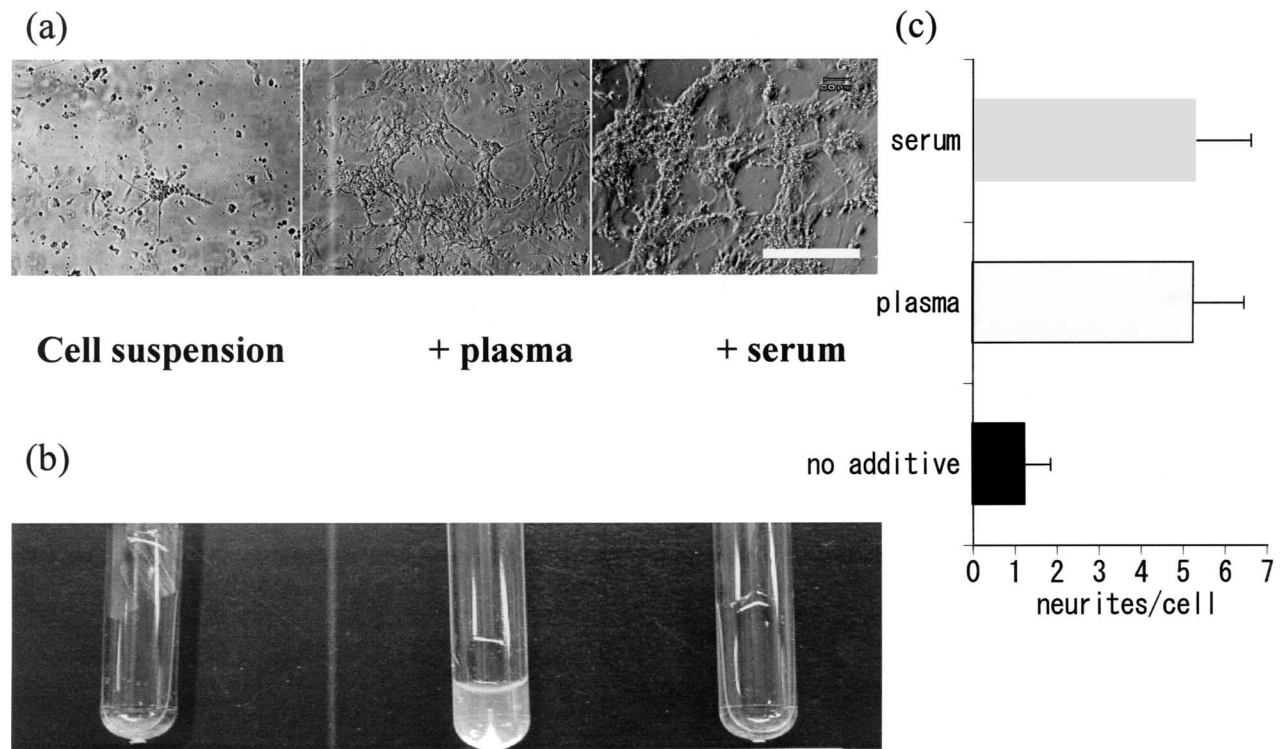 (a)
Cell suspension
+ plasma
+ serum
(b)
(c)
serum
plasma
no additive
0 1 2 3 4 5 6 7
neurites/cell